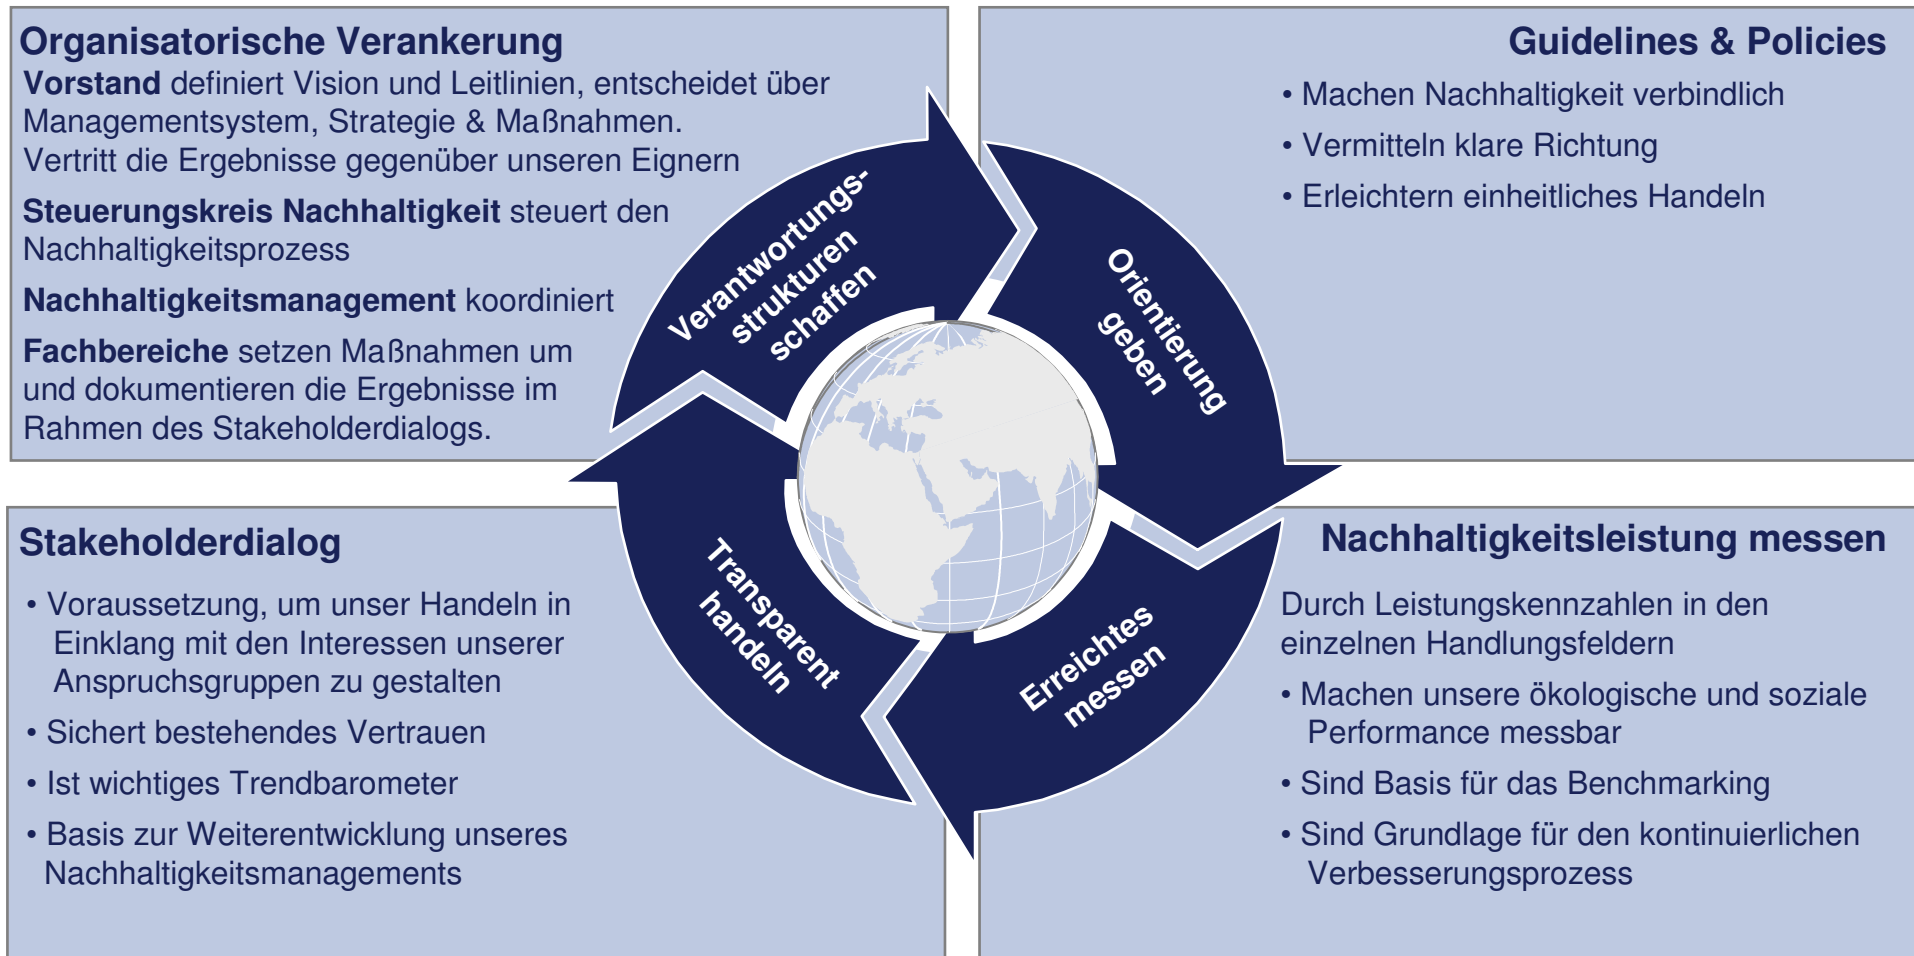 Organisatorische Verankerung
Vorstand definiert Vision und Leitlinien, entscheidet über
Managementsystem, Strategie & Maßnahmen.
Vertritt die Ergebnisse gegenüber unseren Eignern
Steuerungskreis Nachhaltigkeit steuert den
Nachhaltigkeitsprozess
Nachhaltigkeitsmanagement koordiniert
Fachbereiche setzen Maßnahmen um
und dokumentieren die Ergebnisse im
Rahmen des Stakeholderdialogs.
Guidelines & Policies
• Machen Nachhaltigkeit verbindlich
• Vermitteln klare Richtung
• Erleichtern einheitliches Handeln
Verantwortungs-
strukturen
schaffen
Orientierung
geben
Transparent
handeln
Erreichtes
messen
Stakeholderdialog
• Voraussetzung, um unser Handeln in
Einklang mit den Interessen unserer
Anspruchsgruppen zu gestalten
• Sichert bestehendes Vertrauen
• Ist wichtiges Trendbarometer
• Basis zur Weiterentwicklung unseres
Nachhaltigkeitsmanagements
Nachhaltigkeitsleistung messen
Durch Leistungskennzahlen in den
einzelnen Handlungsfeldern
• Machen unsere ökologische und soziale
Performance messbar
• Sind Basis für das Benchmarking
• Sind Grundlage für den kontinuierlichen
Verbesserungsprozess